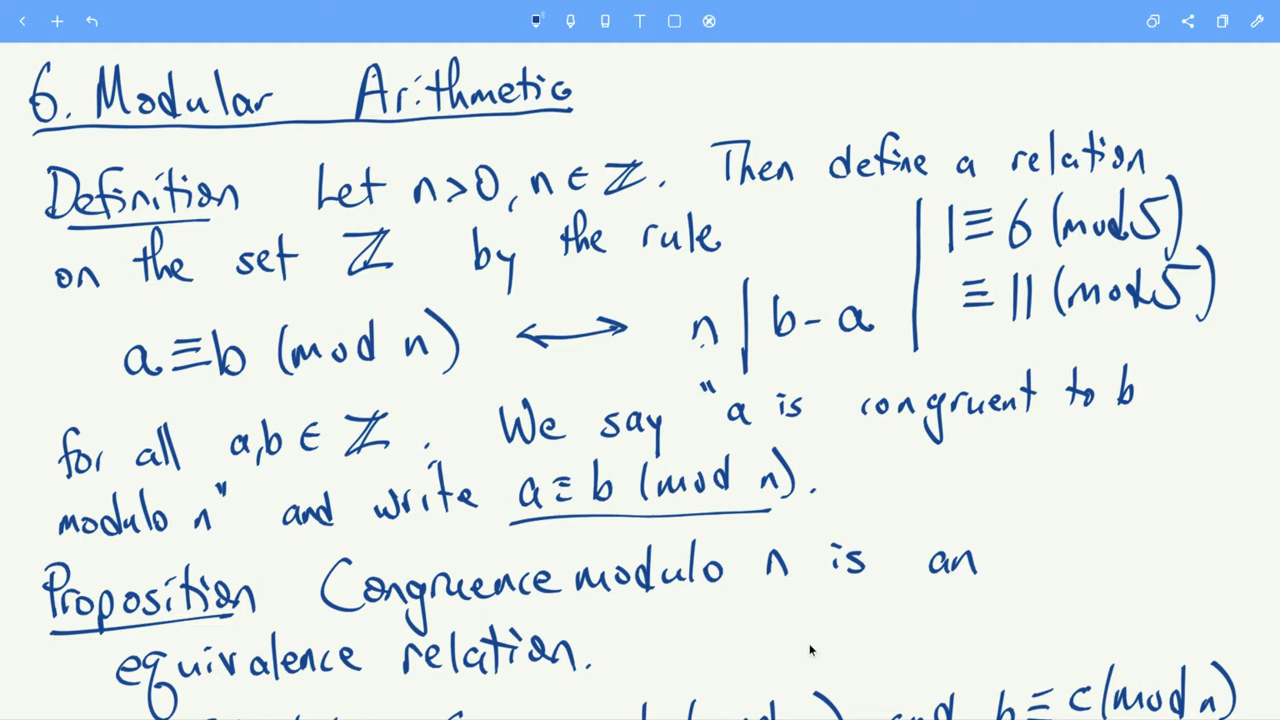 6. Modular Arithmetic
Definition Let n>0, n∈ℤ. Then define a relation
on the set ℤ by the rule
1≡6 (mod 5)
≡11 (mod 5)
a≡b (mod n) ⟷ n | b-a
for all a,b ∈ ℤ. We say "a is congruent to b
modulo n" and write a≡b (mod n).
Proposition Congruence modulo n is an
equivalence relation.
and b≡c (mod n)